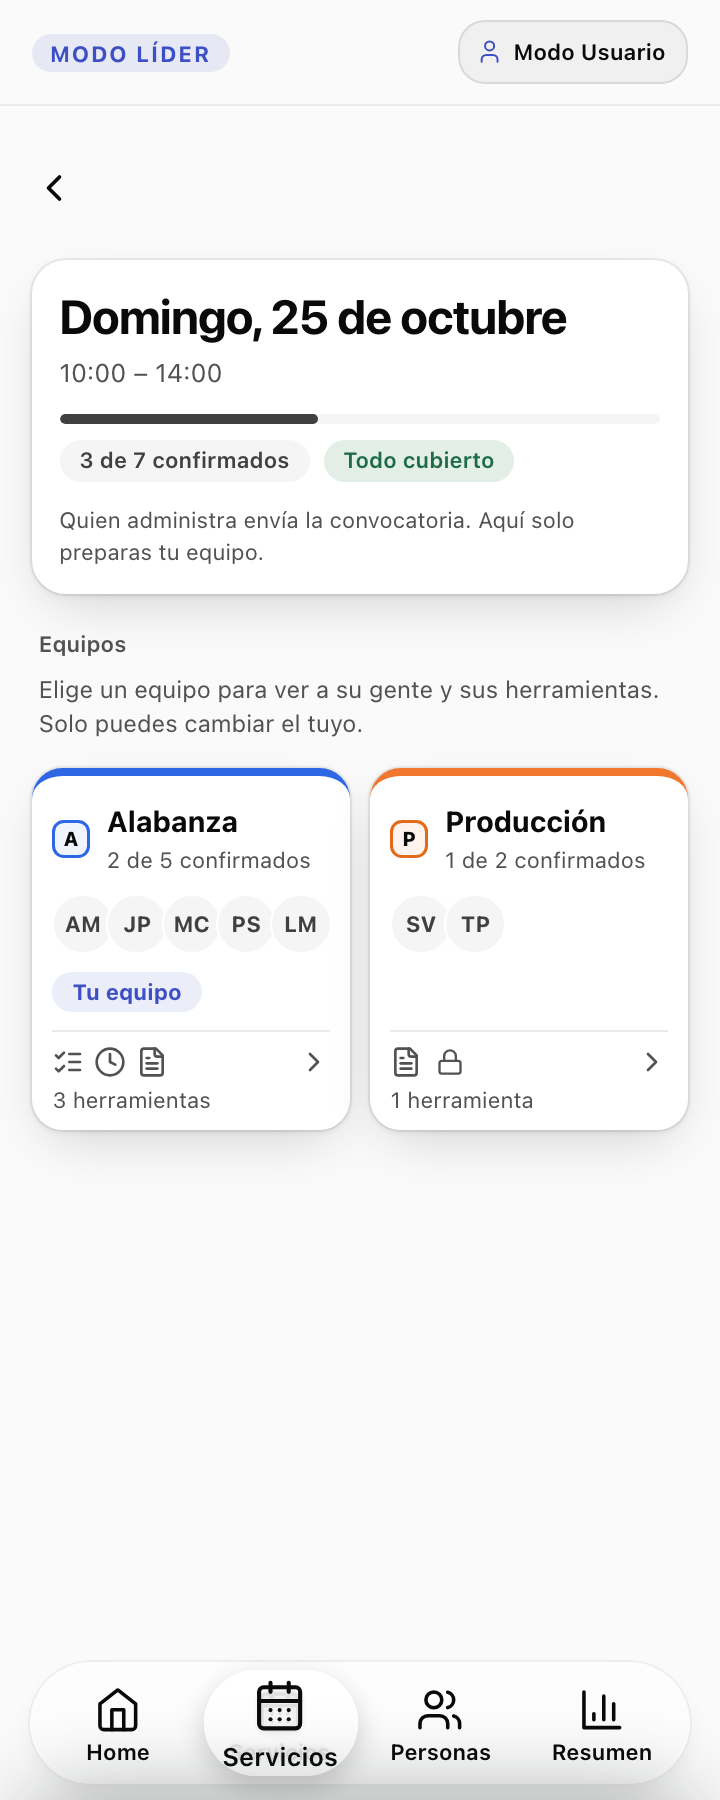 MODO LÍDER
Modo Usuario
Domingo, 25 de octubre
10:00 – 14:00
3 de 7 confirmados
Todo cubierto
Quien administra envía la convocatoria. Aquí solo
preparas tu equipo.
Equipos
Elige un equipo para ver a su gente y sus herramientas.
Solo puedes cambiar el tuyo.
A
Alabanza
2 de 5 confirmados
AM JP MC PS LM
Tu equipo
3 herramientas
P
Producción
1 de 2 confirmados
SV TP
1 herramienta
Home
Servicios
Personas
Resumen